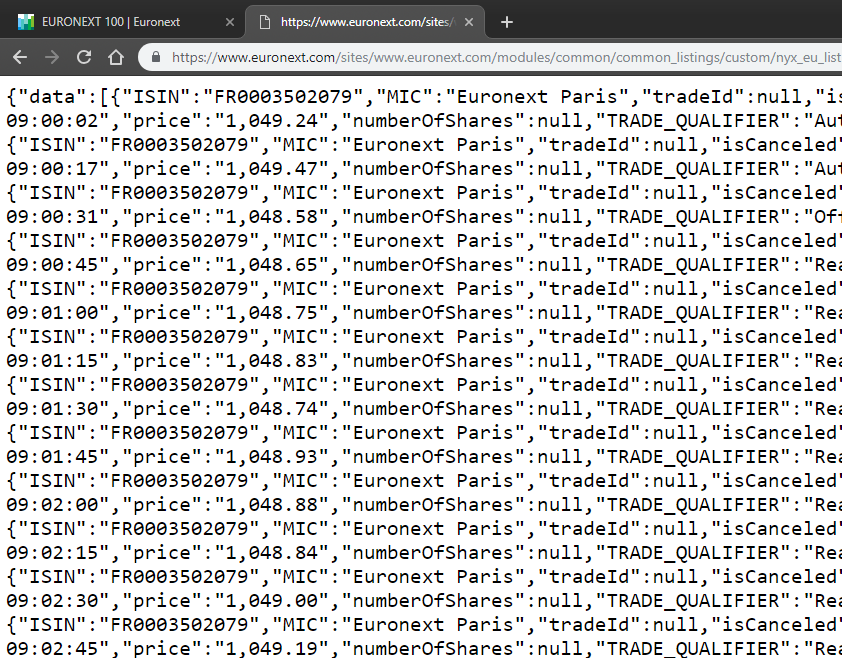 EURONEXT 100 | Euronext
https://www.euronext.com/sites/
https://www.euronext.com/sites/www.euronext.com/modules/common/common_listings/custom/nyx_eu_list
{"data":[{"ISIN":"FR0003502079","MIC":"Euronext Paris","tradeId":null,"is
09:00:02","price":"1,049.24","numberOfShares":null,"TRADE_QUALIFIER":"Aut
{"ISIN":"FR0003502079","MIC":"Euronext Paris","tradeId":null,"isCanceled"
09:00:17","price":"1,049.47","numberOfShares":null,"TRADE_QUALIFIER":"Aut
{"ISIN":"FR0003502079","MIC":"Euronext Paris","tradeId":null,"isCanceled"
09:00:31","price":"1,048.58","numberOfShares":null,"TRADE_QUALIFIER":"Off
{"ISIN":"FR0003502079","MIC":"Euronext Paris","tradeId":null,"isCanceled"
09:00:45","price":"1,048.65","numberOfShares":null,"TRADE_QUALIFIER":"Rea
{"ISIN":"FR0003502079","MIC":"Euronext Paris","tradeId":null,"isCanceled"
09:01:00","price":"1,048.75","numberOfShares":null,"TRADE_QUALIFIER":"Rea
{"ISIN":"FR0003502079","MIC":"Euronext Paris","tradeId":null,"isCanceled"
09:01:15","price":"1,048.83","numberOfShares":null,"TRADE_QUALIFIER":"Rea
{"ISIN":"FR0003502079","MIC":"Euronext Paris","tradeId":null,"isCanceled"
09:01:30","price":"1,048.74","numberOfShares":null,"TRADE_QUALIFIER":"Rea
{"ISIN":"FR0003502079","MIC":"Euronext Paris","tradeId":null,"isCanceled"
09:01:45","price":"1,048.93","numberOfShares":null,"TRADE_QUALIFIER":"Rea
{"ISIN":"FR0003502079","MIC":"Euronext Paris","tradeId":null,"isCanceled"
09:02:00","price":"1,048.88","numberOfShares":null,"TRADE_QUALIFIER":"Rea
{"ISIN":"FR0003502079","MIC":"Euronext Paris","tradeId":null,"isCanceled"
09:02:15","price":"1,048.84","numberOfShares":null,"TRADE_QUALIFIER":"Rea
{"ISIN":"FR0003502079","MIC":"Euronext Paris","tradeId":null,"isCanceled"
09:02:30","price":"1,049.00","numberOfShares":null,"TRADE_QUALIFIER":"Rea
{"ISIN":"FR0003502079","MIC":"Euronext Paris","tradeId":null,"isCanceled"
09:02:45","price":"1,049.19","numberOfShares":null,"TRADE_QUALIFIER":"Rea